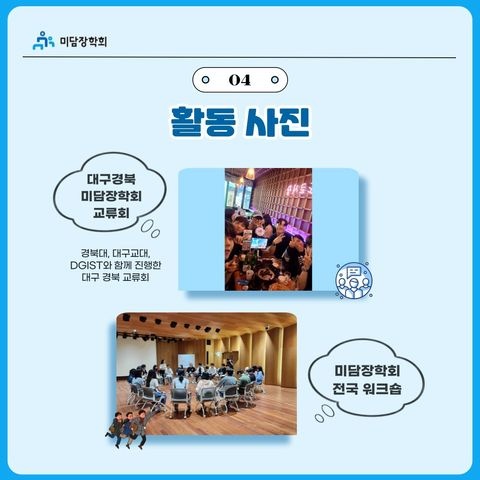 미담장학회
04
활동 사진
대구경북
미담장학회
교류회
경북대, 대구교대,
DGIST와 함께 진행한
대구 경북 교류회
미담장학회
전국 워크숍